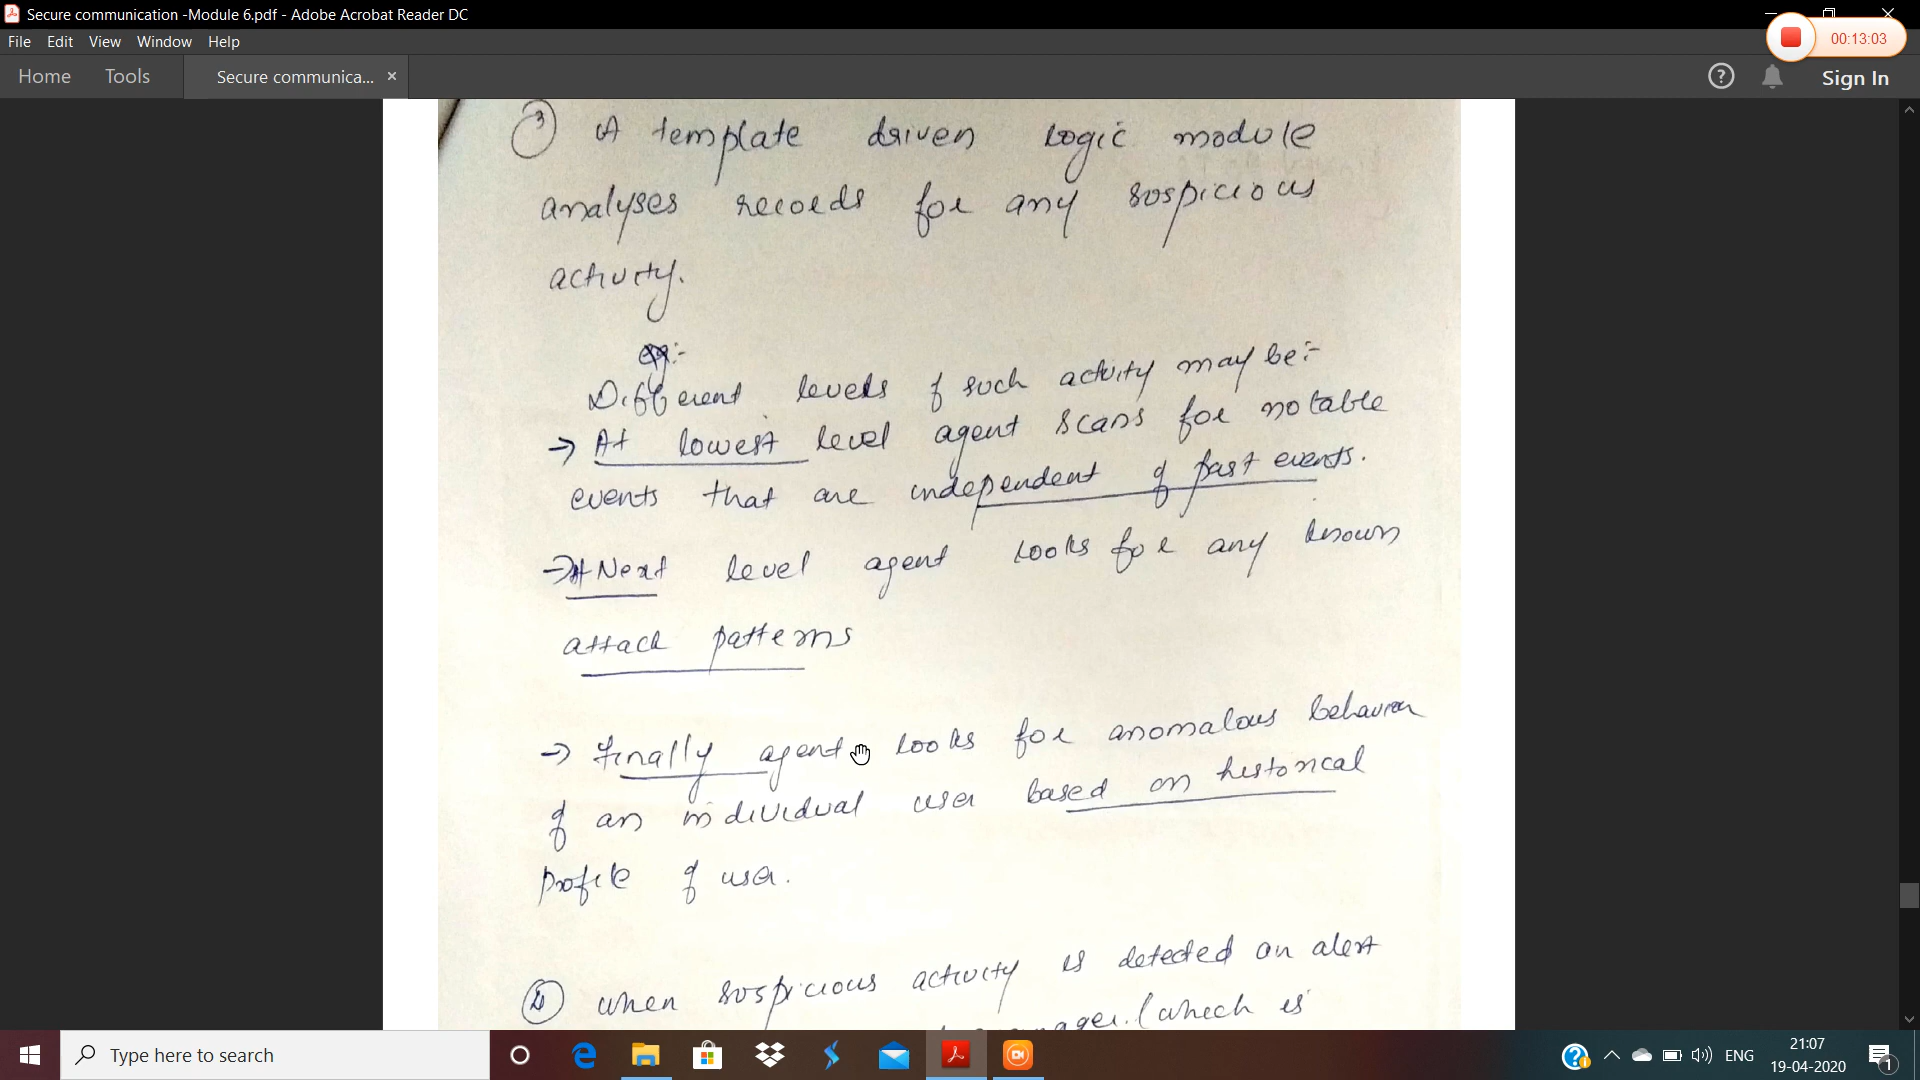 Secure communication -Module 6.pdf - Adobe Acrobat Reader DC
00:13:03
File Edit View Window Help
Home Tools Secure communica... × Sign In
3 A template driven logic module
analyses records for any suspicious
activity.
eg:-
Different levels of such activity may be:-
→ At lowest level agent scans for notable
events that are independent of past events.
→ At Next level agent looks for any known
attack patterns
→ Finally agent looks for anomalous behavior
of an individual user based on historical
profile of user.
4 when suspicious activity is detected an alert
(which is
Type here to search
ENG
21:07
19-04-2020
1